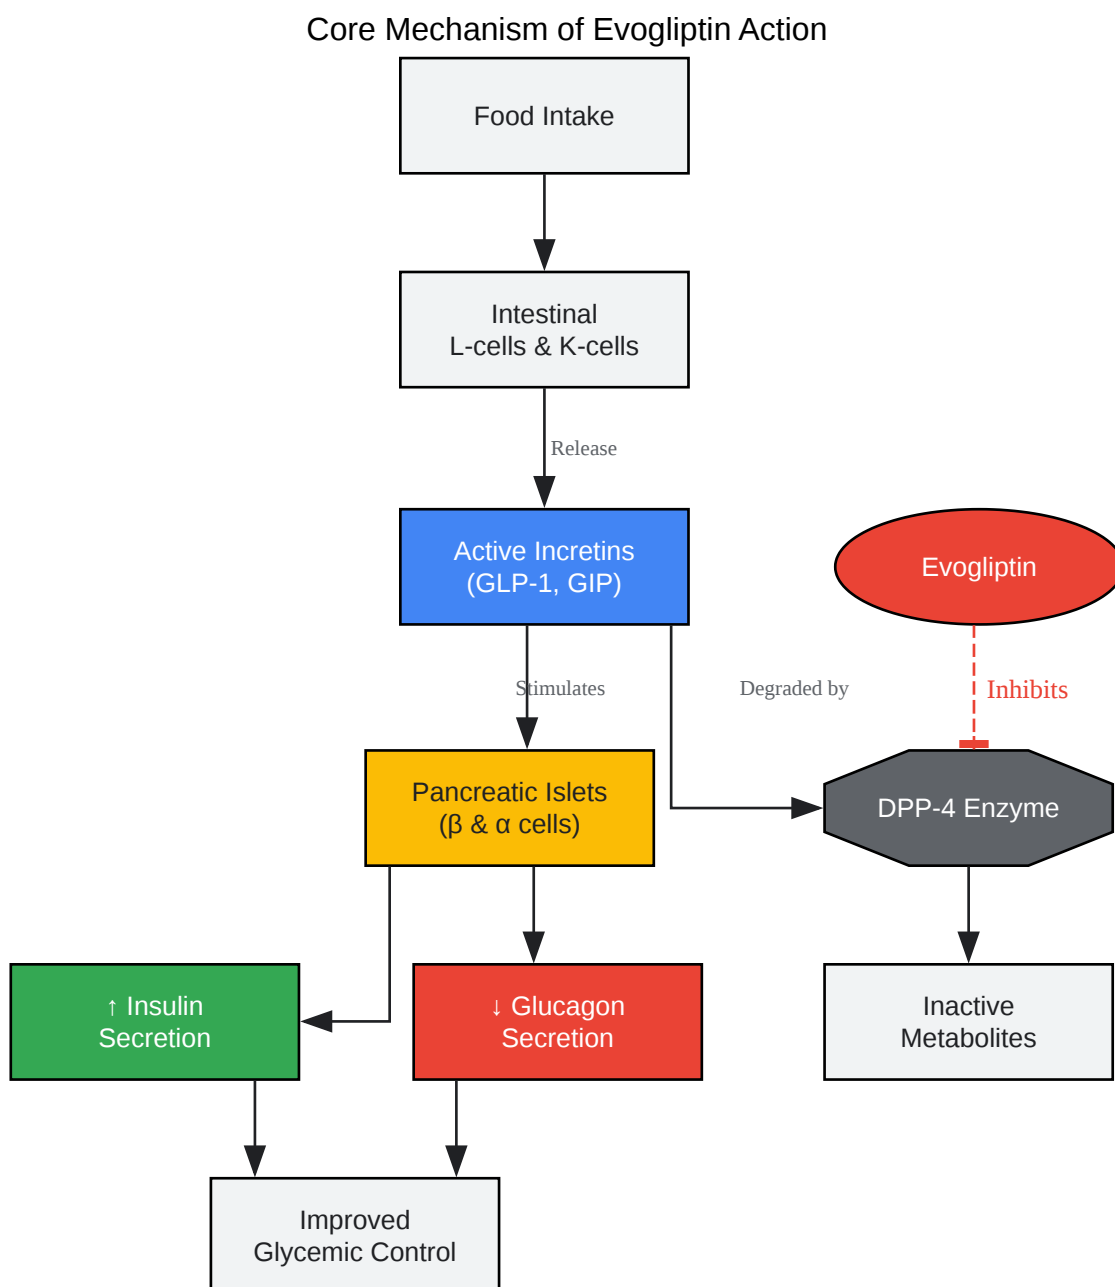 Core Mechanism of Evogliptin Action
Food Intake
Intestinal
L-cells & K-cells
Release
Active Incretins
(GLP-1, GIP)
Evogliptin
Stimulates
Degraded by
Inhibits
Pancreatic Islets
(β & α cells)
DPP-4 Enzyme
↑ Insulin
Secretion
↓ Glucagon
Secretion
Inactive
Metabolites
Improved
Glycemic Control